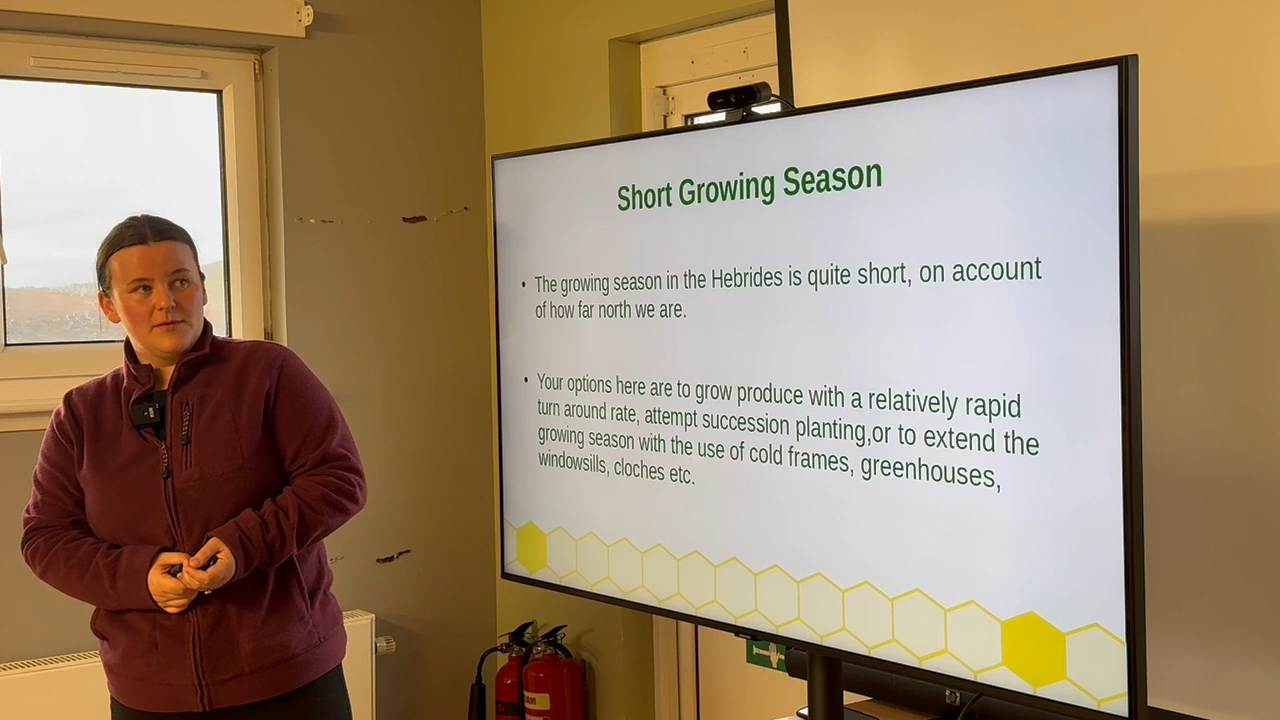 Short Growing Season
• The growing season in the Hebrides is quite short, on account
of how far north we are.
• Your options here are to grow produce with a relatively rapid
turn around rate, attempt succession planting,or to extend the
growing season with the use of cold frames, greenhouses,
windowsills, cloches etc.